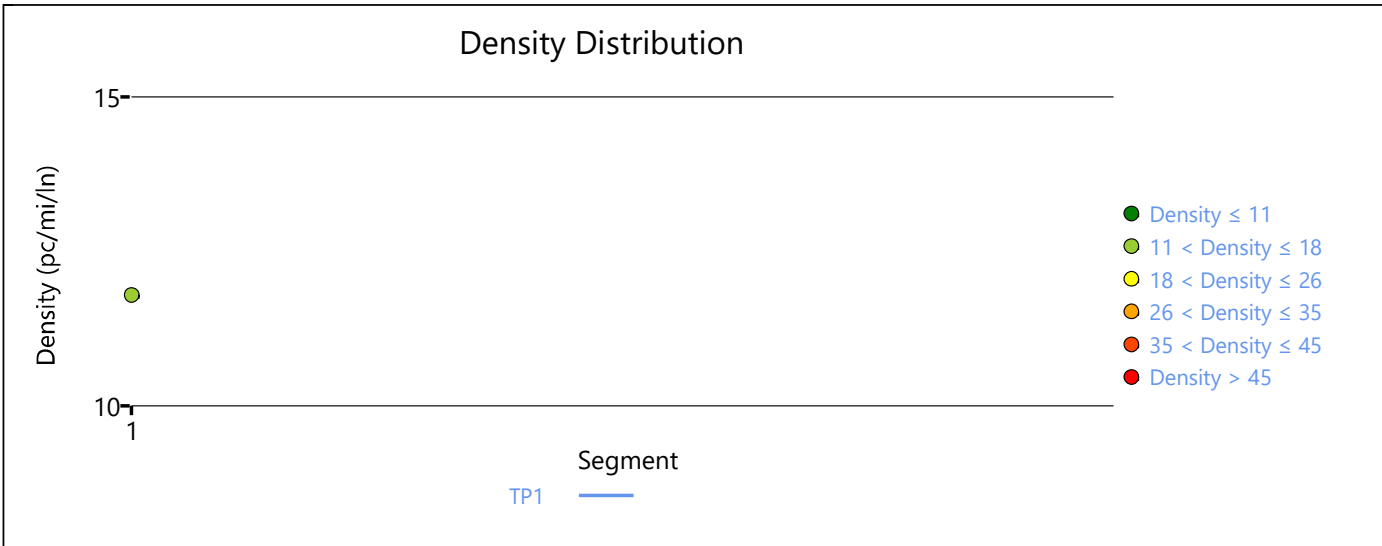 Density Distribution
15
Density (pc/mi/ln)
10
1
Segment
TP1
Density ≤ 11
11 < Density ≤ 18
18 < Density ≤ 26
26 < Density ≤ 35
35 < Density ≤ 45
Density > 45